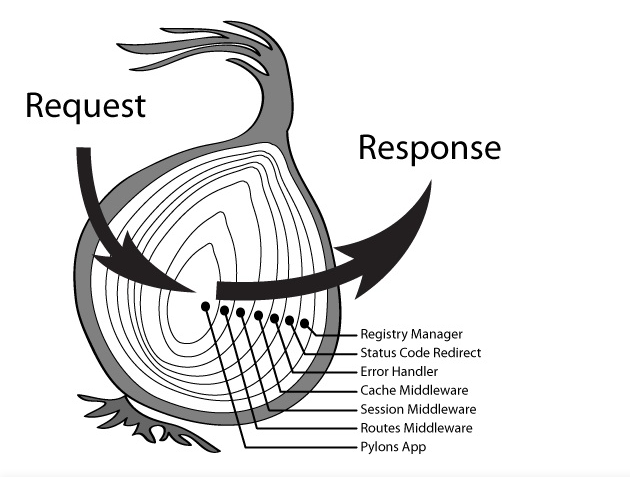 Request
Response
Registry Manager
Status Code Redirect
Error Handler
Cache Middleware
Session Middleware
Routes Middleware
Pylons App